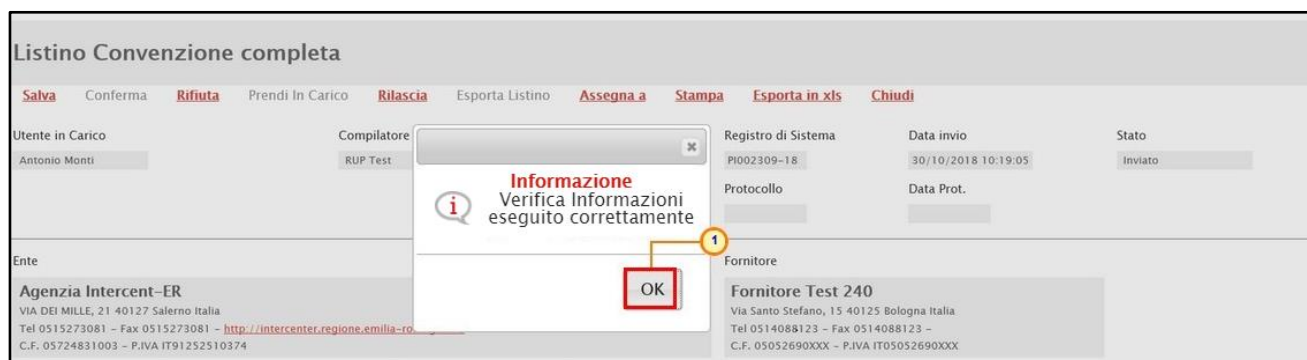 Listino Convenzione completa
Salva Conferma Rifiuta Prendi In Carico Rilascia Esporta Listino Assegna a Stampa Esporta in xls Chiudi
Utente in Carico Compilatore Registro di Sistema Data invio Stato
Antonio Monti RUP Test PI002309-18 30/10/2018 10:19:05 Inviato
Protocollo Data Prot.
Informazione
Verifica Informazioni
eseguito correttamente
1
OK
Ente
Agenzia Intercent-ER
VIA DEI MILLE, 21 40127 Salerno Italia
Tel 0515273081 - Fax 0515273081 - http://intercenter.regione.emilia-ro
C.F. 05724831003 - P.IVA IT91252510374
Fornitore
Fornitore Test 240
Via Santo Stefano, 15 40125 Bologna Italia
Tel 0514088123 - Fax 0514088123 -
C.F. 05052690XXX - P.IVA IT05052690XXX